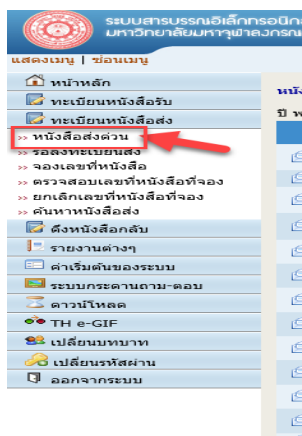 ระบบสารบรรณอิเล็กทรอนิกส์
มหาวิทยาลัยมหาจุฬาลงกรณ
แสดงเมนู | ซ่อนเมนู
หน้าหลัก
ทะเบียนหนังสือรับ
ทะเบียนหนังสือส่ง
หนังสือส่งด่วน
รอลงทะเบียนส่ง
จองเลขที่หนังสือ
ตรวจสอบเลขที่หนังสือที่จอง
ยกเลิกเลขที่หนังสือที่จอง
ค้นหาหนังสือส่ง
ดึงหนังสือกลับ
รายงานต่างๆ
ค่าเริ่มต้นของระบบ
ระบบกระดานถาม-ตอบ
ดาวน์โหลด
TH e-GIF
เปลี่ยนบทบาท
เปลี่ยนรหัสผ่าน
ออกจากระบบ
หนัง
ปี พ